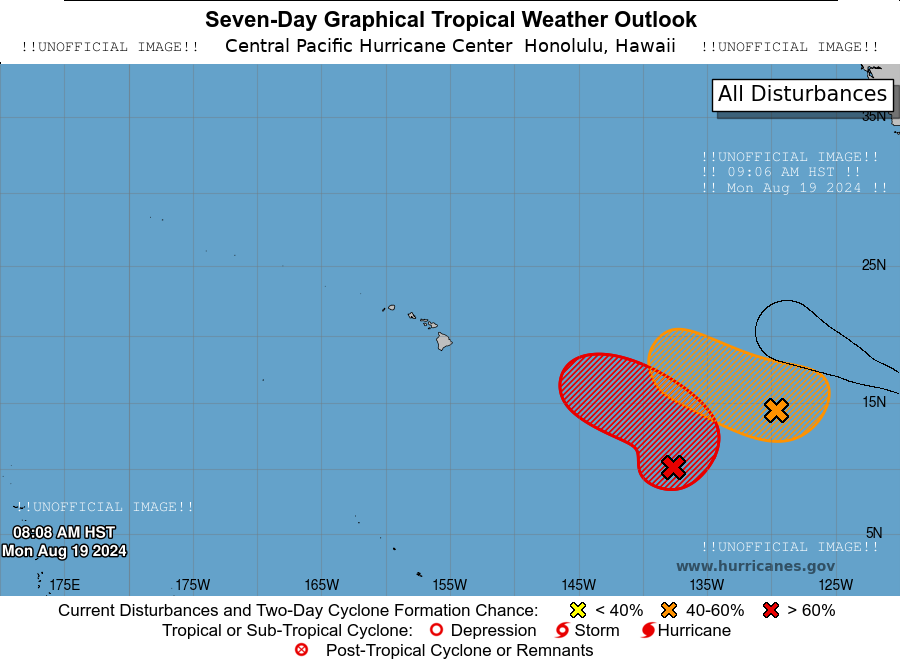 Seven-Day Graphical Tropical Weather Outlook
!!UNOFFICIAL IMAGE!! Central Pacific Hurricane Center Honolulu, Hawaii !!UNOFFICIAL IMAGE!!
All Disturbances
35N
!!UNOFFICIAL IMAGE!!
!! 09:06 AM HST !!
!! Mon Aug 19 2024 !!
25N
15N
!!UNOFFICIAL IMAGE!!
08:08 AM HST
Mon Aug 19 2024
5N
!!UNOFFICIAL IMAGE!!
www.hurricanes.gov
175E 175W 165W 155W 145W 135W 125W
Current Disturbances and Two-Day Cyclone Formation Chance: < 40% 40-60% > 60%
Tropical or Sub-Tropical Cyclone: Depression Storm Hurricane
Post-Tropical Cyclone or Remnants